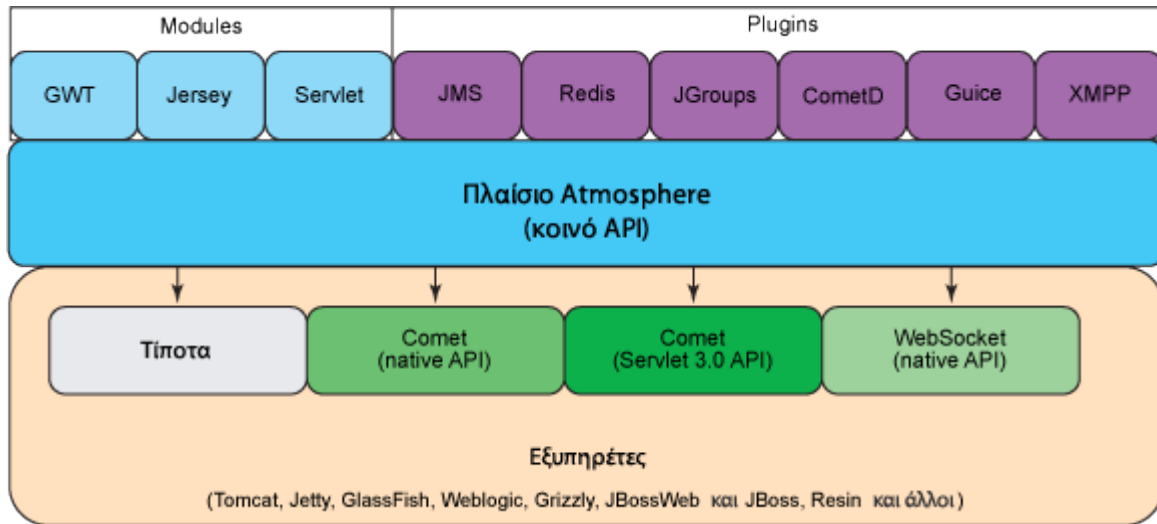 Modules
Plugins
GWT
Jersey
Servlet
JMS
Redis
JGroups
CometD
Guice
XMPP
Πλαίσιο Atmosphere
(κοινό API)
Τίποτα
Comet
(native API)
Comet
(Servlet 3.0 API)
WebSocket
(native API)
Εξυπηρέτες
(Tomcat, Jetty, GlassFish, Weblogic, Grizzly, JBossWeb και JBoss, Resin και άλλοι)